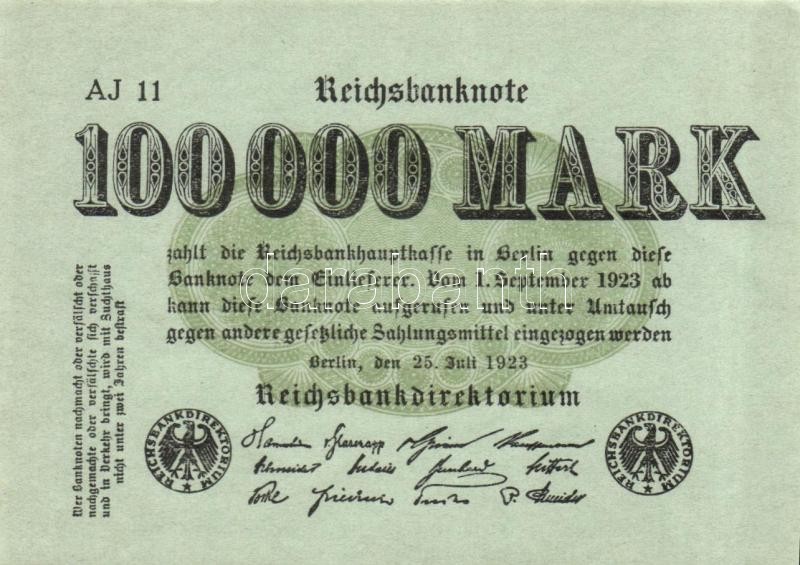 AJ 11
Reichsbanknote
100000 MARK
zahlt die Reichsbankhauptkasse in Berlin gegen diese
Banknote dem Einlieferer. Vom 1. September 1923 ab
kann diese Banknote aufgerufen und unter Umtausch
gegen andere gesetzliche Zahlungsmittel eingezogen werden
Berlin, den 25. Juli 1923
Reichsbankdirektorium
Wer Banknoten nachmacht oder verfälscht oder
nachgemachte oder verfälschte sich verschafft
und in Verkehr bringt, wird mit Zuchthaus
nicht unter zwei Jahren bestraft
REICHSBANKDIREKTORIUM
REICHSBANKDIREKTORIUM
darabanth